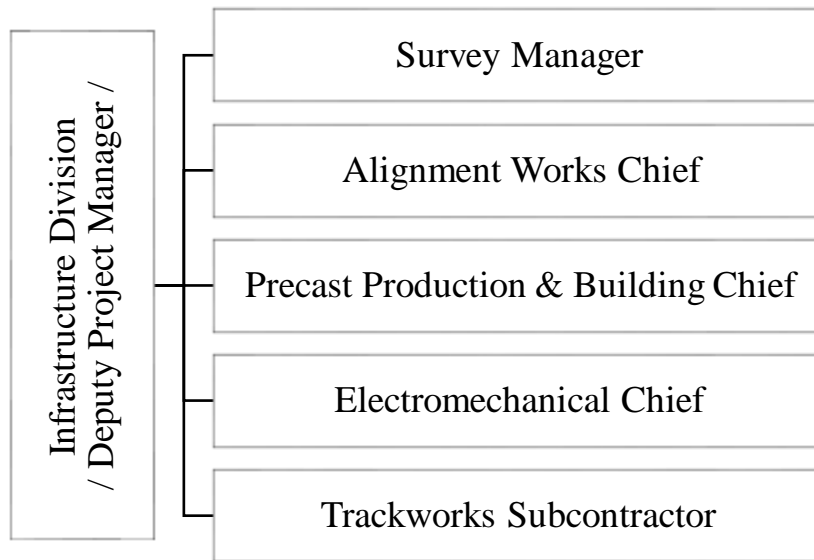 Infrastructure Division
/ Deputy Project Manager /
Survey Manager
Alignment Works Chief
Precast Production & Building Chief
Electromechanical Chief
Trackworks Subcontractor